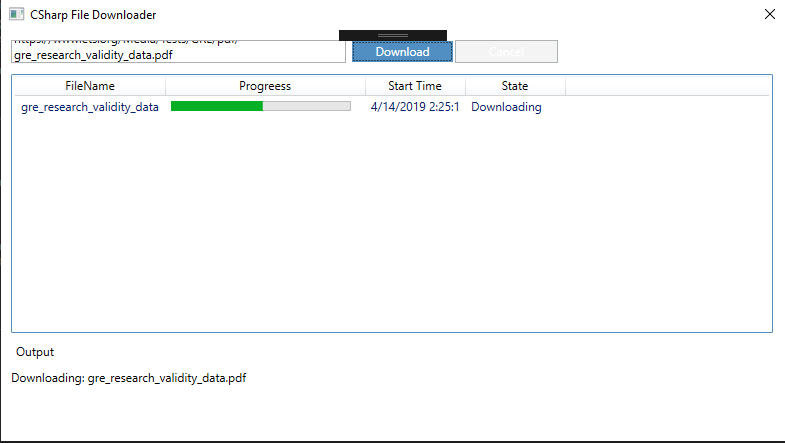 CSharp File Downloader
https://www.ets.org/Media/Tests/GRE/pdf/
gre_research_validity_data.pdf
Download
Cancel
FileName Progreess Start Time State
gre_research_validity_data 4/14/2019 2:25:1 Downloading
Output
Downloading: gre_research_validity_data.pdf